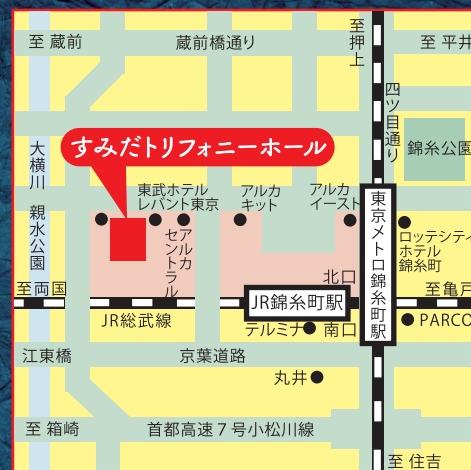 至 蔵前
蔵前橋通り
至押上
至 平井
四ツ目通り
錦糸公園
大横川 親水公園
すみだトリフォニーホール
東武ホテル
レバント東京
アルカ
セントラル
アルカ
キット
アルカ
イースト
東京メトロ錦糸町駅
ロッテシティ
ホテル
錦糸町
北口
至両国
JR錦糸町駅
至亀戸
JR総武線
テルミナ
南口
PARCO
江東橋
京葉道路
丸井
至 箱崎
首都高速7号小松川線
至 住吉